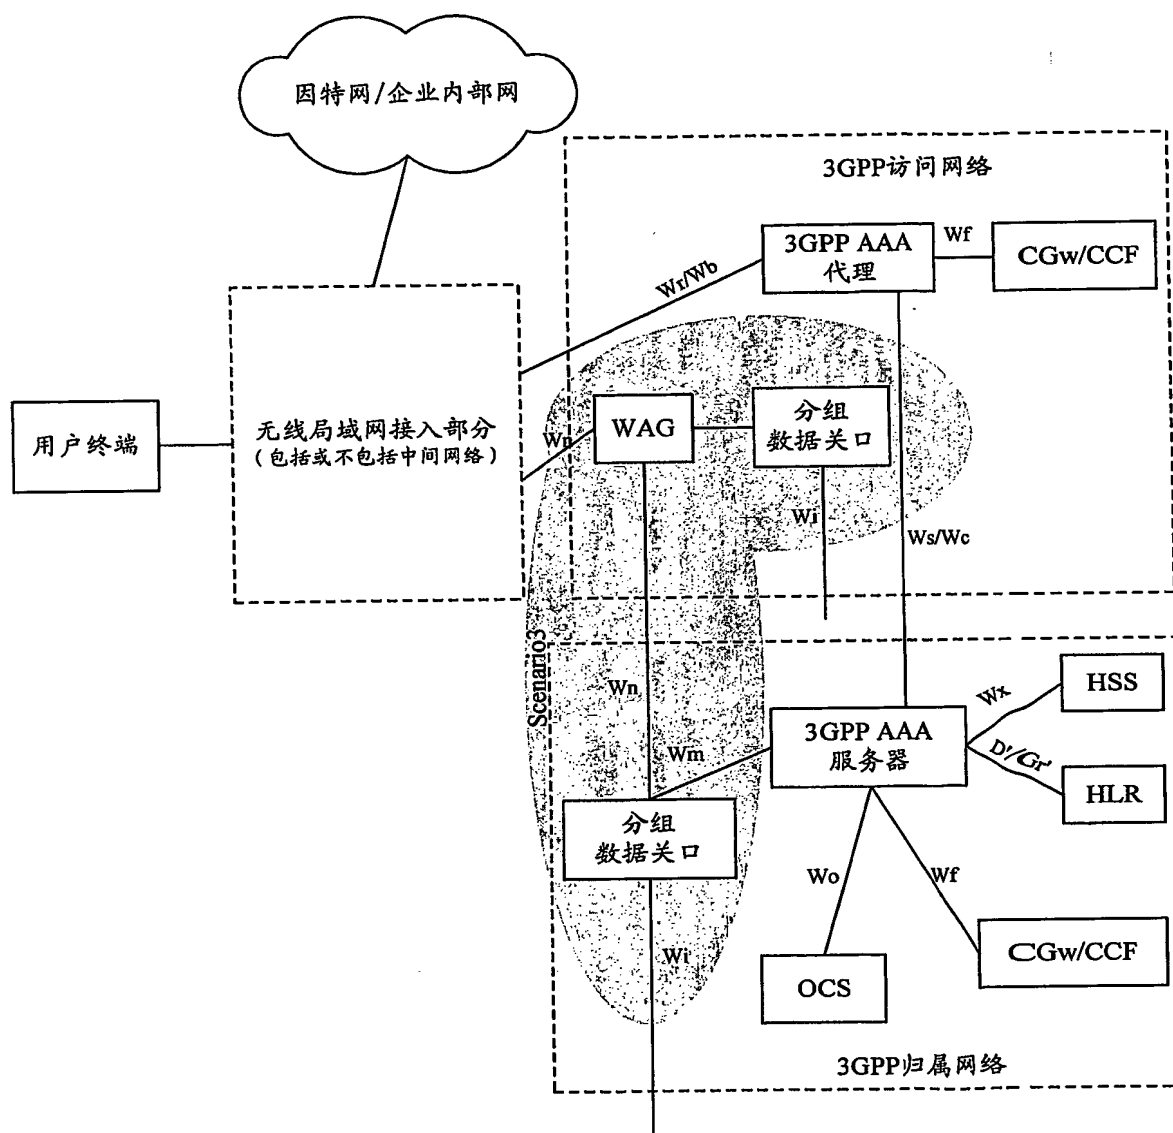 因特网/企业内部网
3GPP访问网络
3GPP AAA
代理
Wf
CGw/CCF
Wr/Wb
用户终端
无线局域网接入部分
(包括或不包括中间网络)
Wn
WAG
分组
数据关口
Wi
Ws/Wc
Scenario3
Wn
Wm
3GPP AAA
服务器
Wx
HSS
D'/Gr'
HLR
分组
数据关口
Wo
Wf
Wi
OCS
CGw/CCF
3GPP归属网络